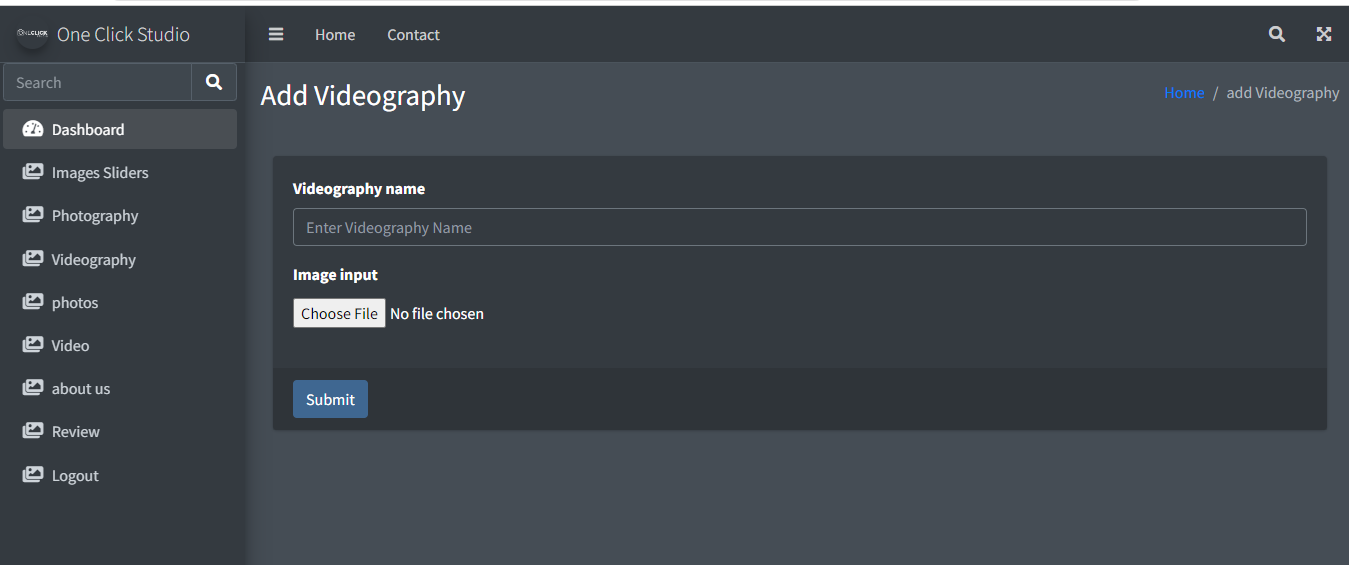 ONECLICK One Click Studio
Home
Contact
Search
Dashboard
Images Sliders
Photography
Videography
photos
Video
about us
Review
Logout
Add Videography
Home / add Videography
Videography name
Enter Videography Name
Image input
Choose File No file chosen
Submit